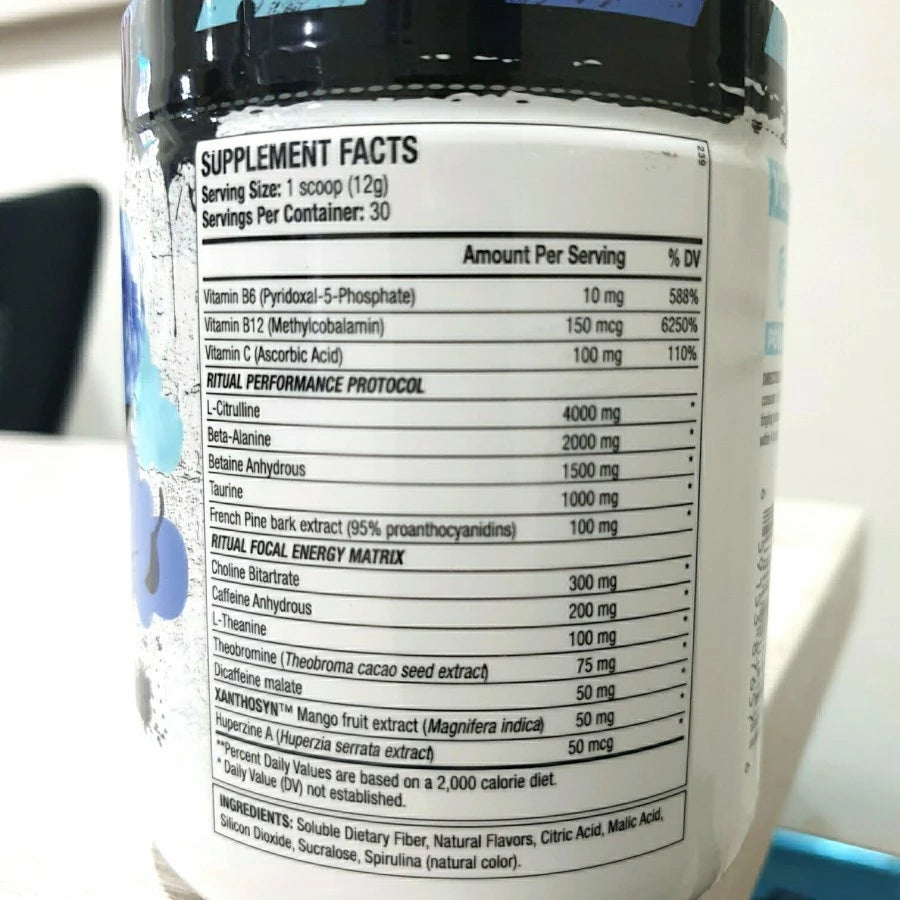 SUPPLEMENT FACTS
239
Serving Size: 1 scoop (12g)
Servings Per Container: 30
Amount Per Serving % DV
Vitamin B6 (Pyridoxal-5-Phosphate) 10 mg 588%
Vitamin B12 (Methylcobalamin) 150 mcg 6250%
Vitamin C (Ascorbic Acid) 100 mg 110%
RITUAL PERFORMANCE PROTOCOL
L-Citrulline 4000 mg *
Beta-Alanine 2000 mg *
Betaine Anhydrous 1500 mg *
Taurine 1000 mg *
French Pine bark extract (95% proanthocyanidins) 100 mg *
RITUAL FOCAL ENERGY MATRIX
Choline Bitartrate 300 mg *
Caffeine Anhydrous 200 mg *
L-Theanine 100 mg *
Theobromine (Theobroma cacao seed extract) 75 mg *
Dicaffeine malate 50 mg *
XANTHOSYN™ Mango fruit extract (Magnifera indica) 50 mg *
Huperzine A (Huperzia serrata extract) 50 mcg *
**Percent Daily Values are based on a 2,000 calorie diet.
* Daily Value (DV) not established.
INGREDIENTS: Soluble Dietary Fiber, Natural Flavors, Citric Acid, Malic Acid,
Silicon Dioxide, Sucralose, Spirulina (natural color).